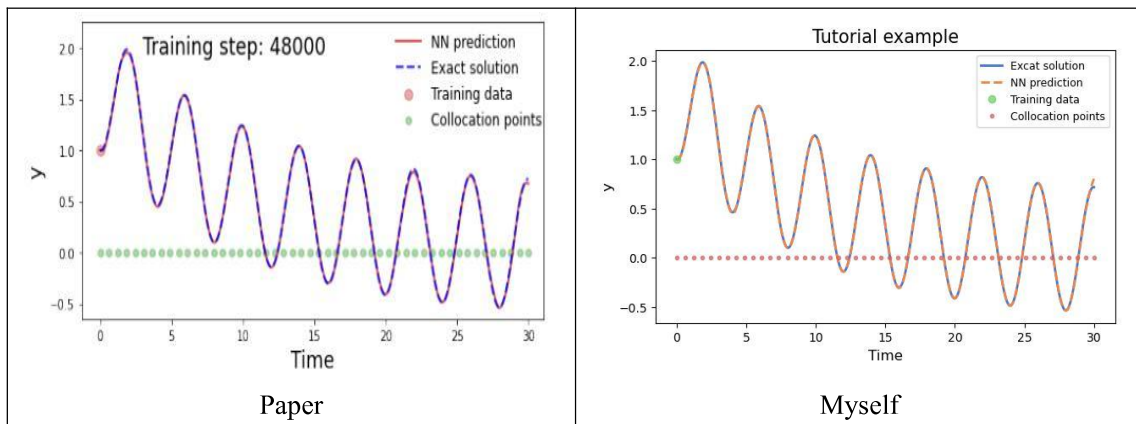 Training step: 48000
NN prediction
Exact solution
Training data
Collocation points
2.0
1.5
1.0
0.5
0.0
−0.5
y
0 5 10 15 20 25 30
Time
Paper
Tutorial example
Excat solution
NN prediction
Training data
Collocation points
2.0
1.5
1.0
0.5
0.0
−0.5
y
0 5 10 15 20 25 30
Time
Myself